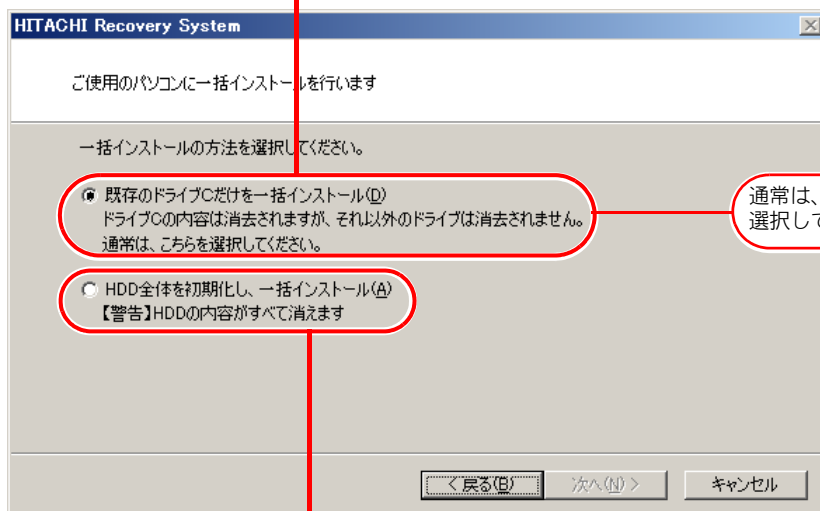 HITACHI Recovery System
ご使用のパソコンに一括インストールを行います
一括インストールの方法を選択してください。
既存のドライブCだけを一括インストール(D)
ドライブCの内容は消去されますが、それ以外のドライブは消去されません。
通常は、こちらを選択してください。
通常は、
選択して
HDD全体を初期化し、一括インストール(A)
【警告】HDDの内容がすべて消えます
< 戻る(B)
次へ(N) >
キャンセル